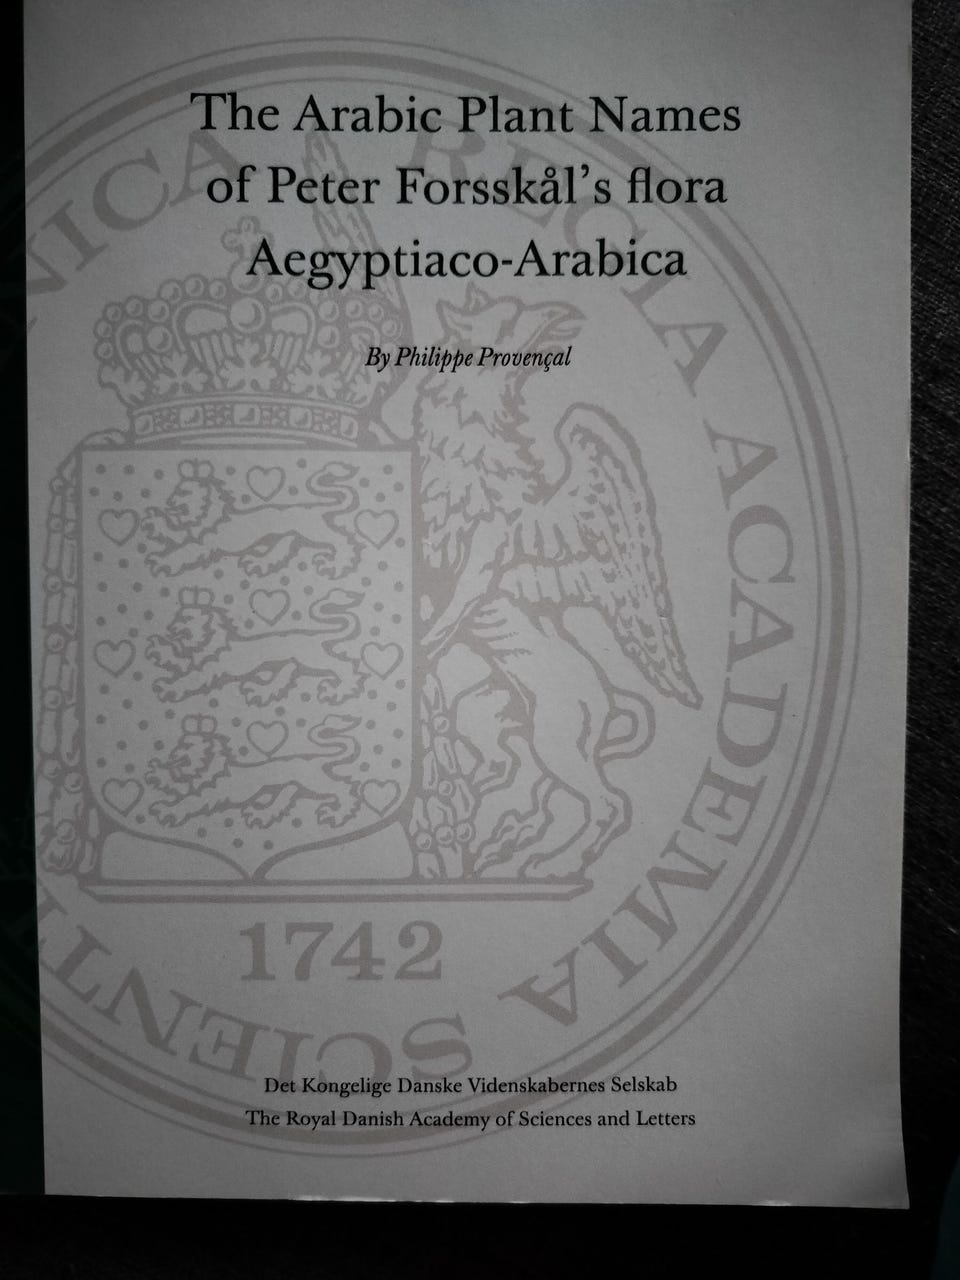 The Arabic Plant Names
of Peter Forsskål's flora
Aegyptiaco-Arabica
By Philippe Provençal
NICA REGIA ACADEMIA SCIENT
1742
Det Kongelige Danske Videnskabernes Selskab
The Royal Danish Academy of Sciences and Letters